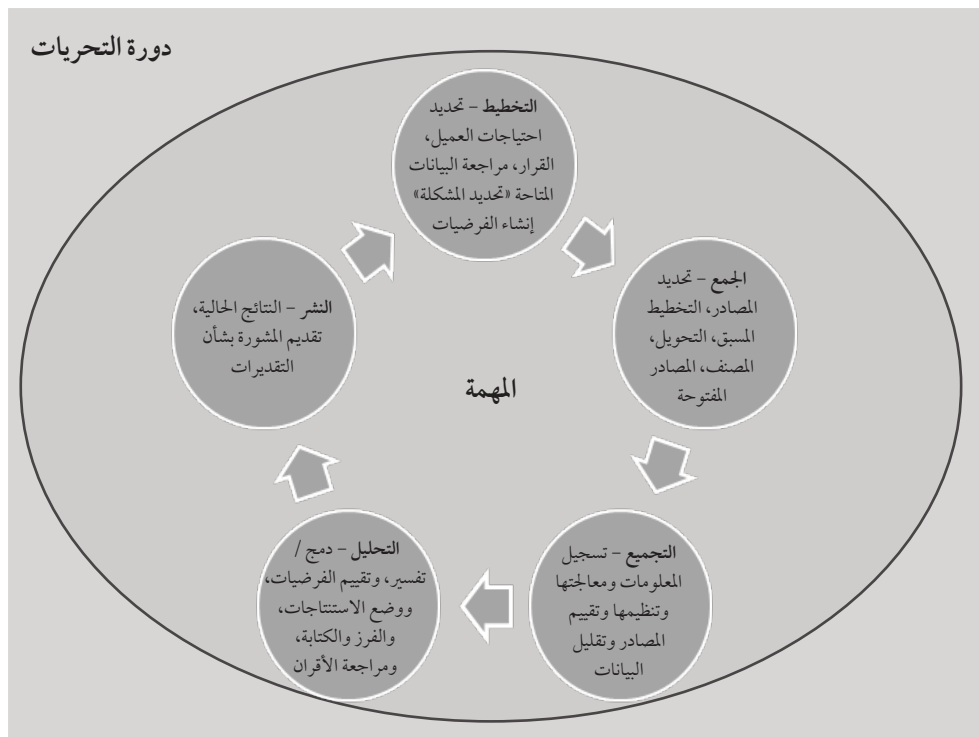 دورة التحريات
التخطيط – تحديد
احتياجات العميل،
القرار، مراجعة البيانات
المتاحة «تحديد المشكلة»
إنشاء الفرضيات
الجمع – تحديد
المصادر، التخطيط
المسبق، التحويل،
المصنف، المصادر
المفتوحة
التجميع – تسجيل
المعلومات ومعالجتها
وتنظيمها وتقييم
المصادر وتقليل
البيانات
التحليل – دمج /
تفسير، وتقييم الفرضيات،
ووضع الاستنتاجات،
والفرز والكتابة،
ومراجعة الأقران
النشر – النتائج الحالية،
تقديم المشورة بشأن
التقديرات
المهمة